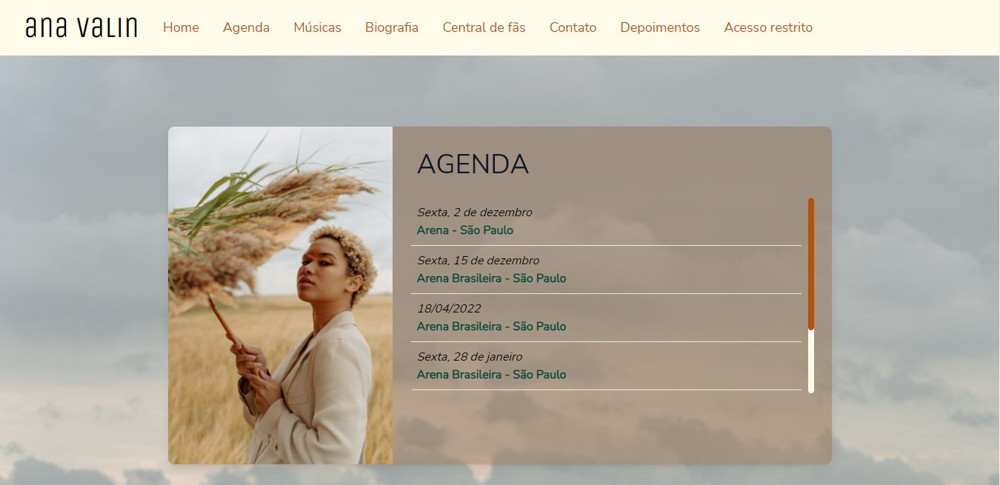 ana valin
Home Agenda Músicas Biografia Central de fãs Contato Depoimentos Acesso restrito
AGENDA
Sexta, 2 de dezembro
Arena - São Paulo
Sexta, 15 de dezembro
Arena Brasileira - São Paulo
18/04/2022
Arena Brasileira - São Paulo
Sexta, 28 de janeiro
Arena Brasileira - São Paulo